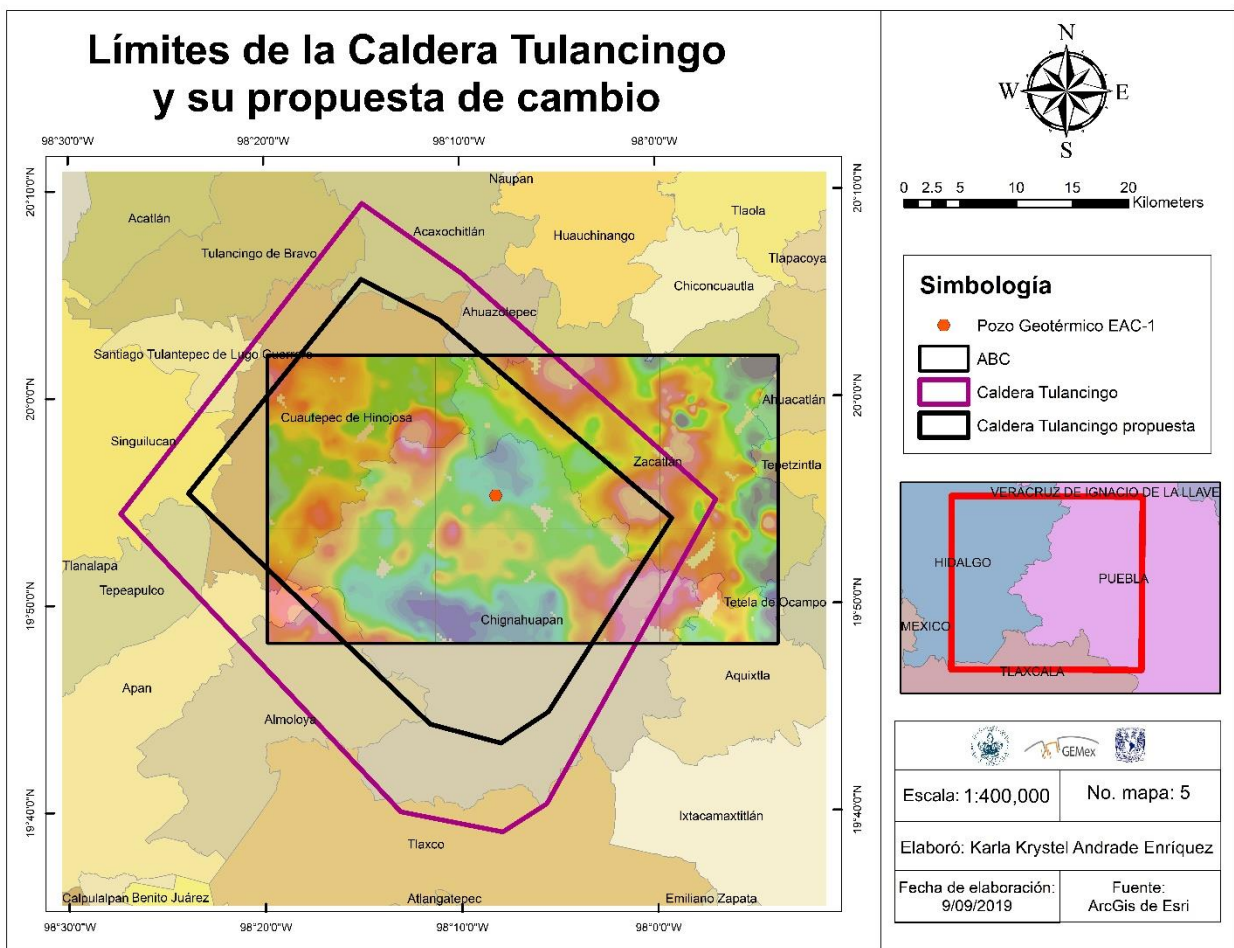 Límites de la Caldera Tulancingo
y su propuesta de cambio
98°30'0"W
98°20'0"W
98°10'0"W
98°0'0"W
20°10'0"N
20°10'0"N
Naupan
Acatlán
Acaxochitlán
Tlaola
Huauchinango
Tulancingo de Bravo
Tlapacoya
Chiconcuautla
Ahuazotepec
Santiago Tulantepec de Lugo Guerrero
20°0'0"N
20°0'0"N
Ahuacatlán
Cuautepec de Hinojosa
Singuilucan
Zacatlán
Tepetzintla
Tlanalapa
Tepeapulco
19°50'0"N
19°50'0"N
Tetela de Ocampo
Chignahuapan
Aquixtla
Apan
Almoloya
19°40'0"N
19°40'0"N
Ixtacamaxtitlán
Tlaxco
Calpulalpan
Benito Juárez
Atlangatepec
Emiliano Zapata
98°30'0"W
98°20'0"W
98°10'0"W
98°0'0"W
N
W
E
S
0 2.5 5 10 15 20
Kilometers
Simbología
Pozo Geotérmico EAC-1
ABC
Caldera Tulancingo
Caldera Tulancingo propuesta
VERACRUZ DE IGNACIO DE LA LLAVE
HIDALGO
PUEBLA
MEXICO
TLAXCALA
GEMex
Escala: 1:400,000
No. mapa: 5
Elaboró: Karla Krystel Andrade Enríquez
Fecha de elaboración:
9/09/2019
Fuente:
ArcGis de Esri